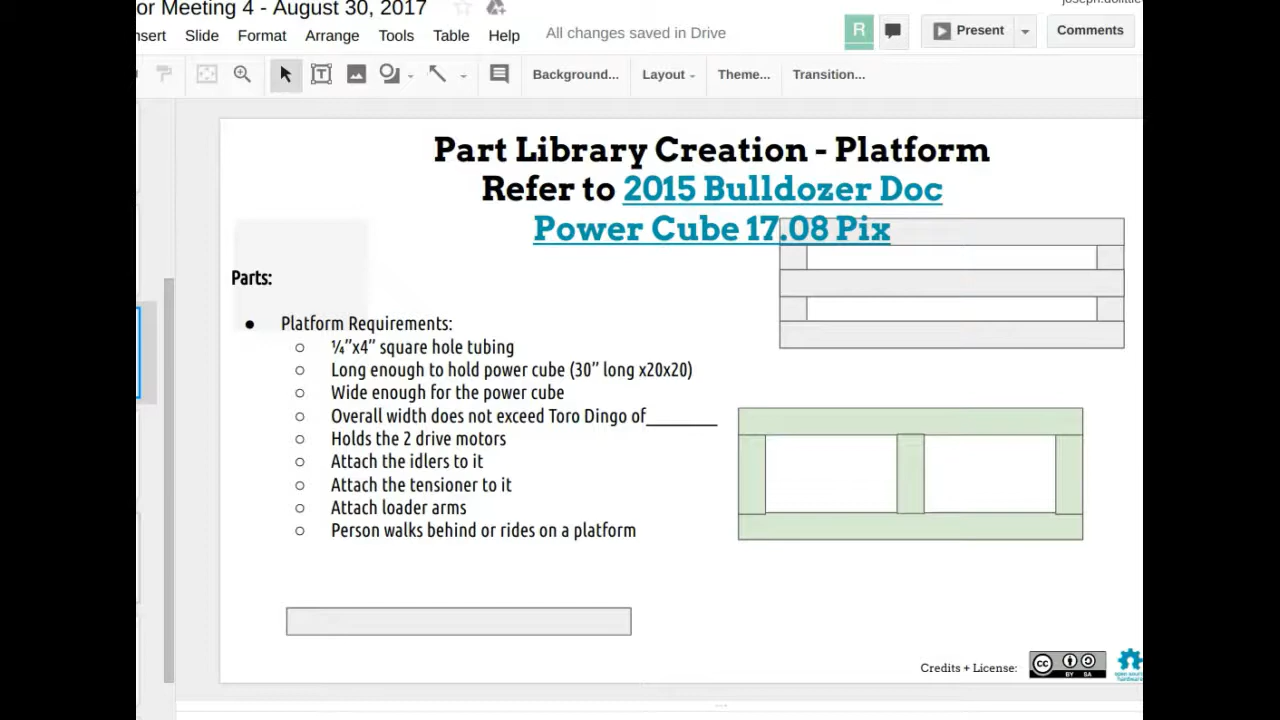 or Meeting 4 - August 30, 2017
nsert Slide Format Arrange Tools Table Help All changes saved in Drive
R
Present
Comments
Background...
Layout
Theme...
Transition...
Part Library Creation - Platform
Refer to 2015 Bulldozer Doc
Power Cube 17.08 Pix
Parts:
● Platform Requirements:
○ ¼”x4” square hole tubing
○ Long enough to hold power cube (30” long x20x20)
○ Wide enough for the power cube
○ Overall width does not exceed Toro Dingo of________
○ Holds the 2 drive motors
○ Attach the idlers to it
○ Attach the tensioner to it
○ Attach loader arms
○ Person walks behind or rides on a platform
Credits + License:
cc
BY SA